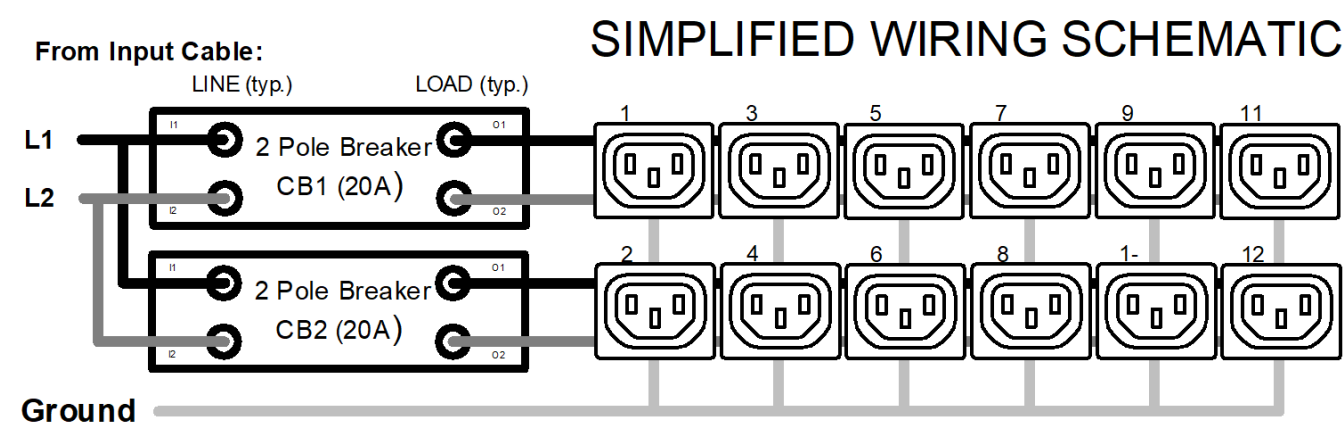 SIMPLIFIED WIRING SCHEMATIC
From Input Cable:
LINE (typ.) LOAD (typ.)
1 3 5 7 9 11
I1 O1
L1
2 Pole Breaker
CB1 (20A)
L2
I2 O2
2 4 6 8 1- 12
I1 O1
2 Pole Breaker
CB2 (20A)
I2 O2
Ground